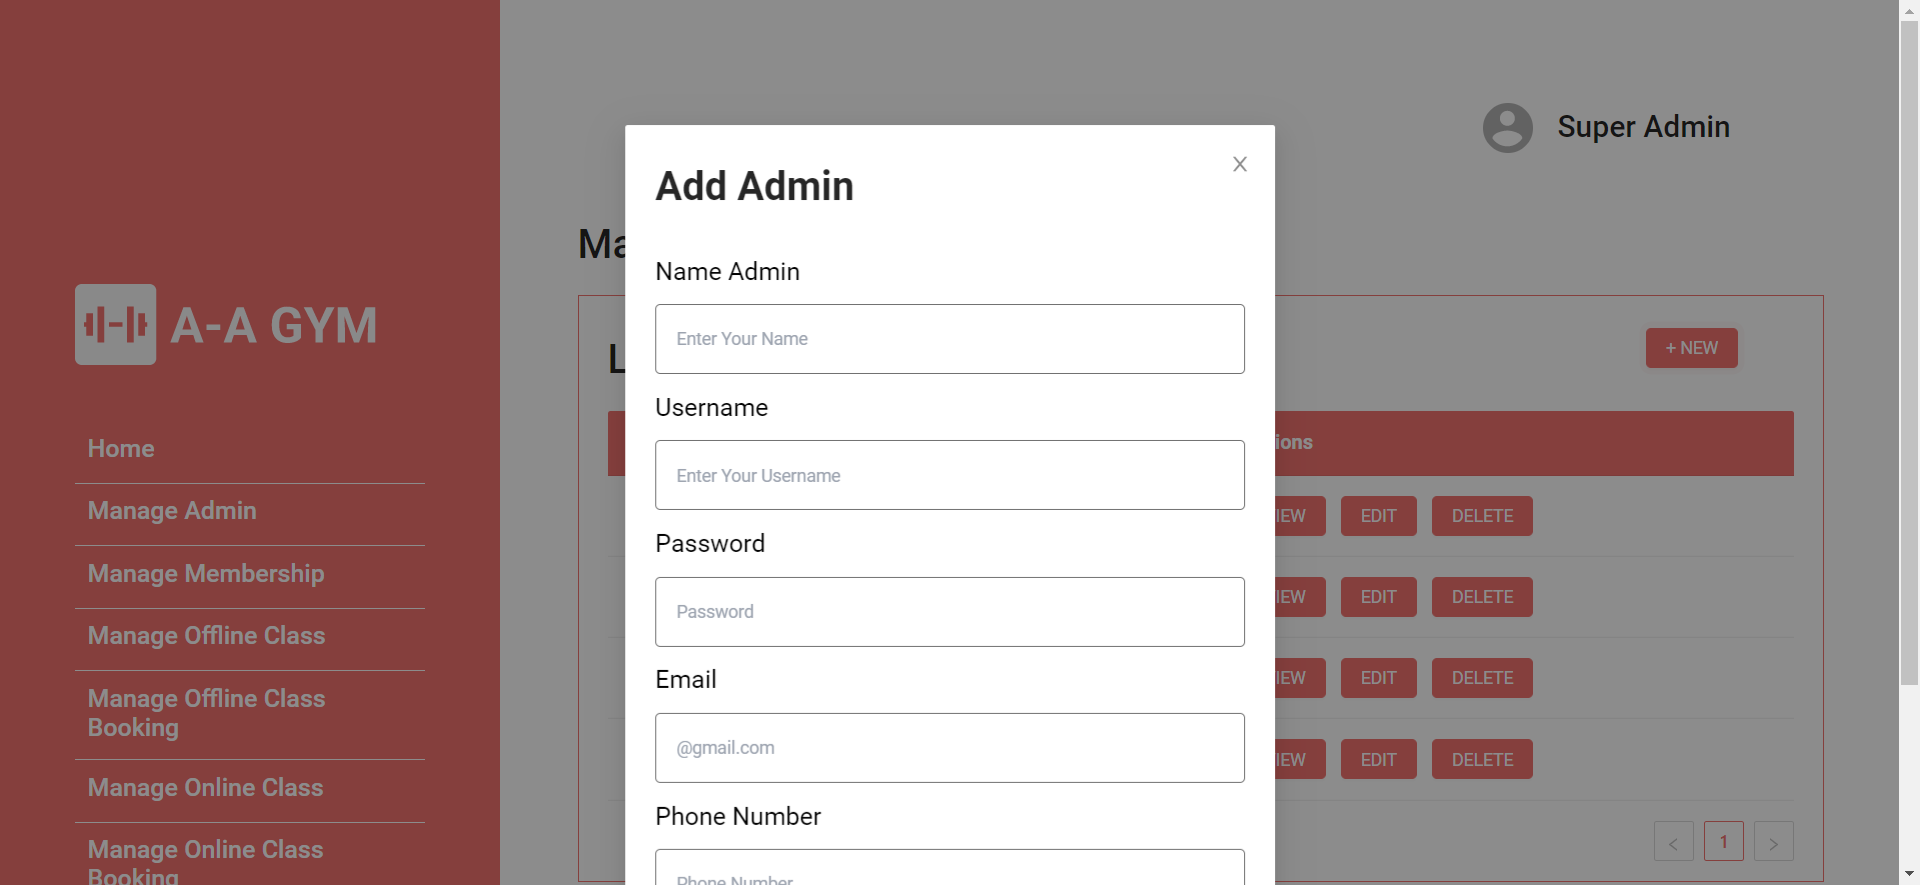 A-A GYM
Home
Manage Admin
Manage Membership
Manage Offline Class
Manage Offline Class
Booking
Manage Online Class
Manage Online Class
Booking
Super Admin
Ma
L
+ NEW
ions
IEW EDIT DELETE
IEW EDIT DELETE
IEW EDIT DELETE
IEW EDIT DELETE
< 1 >
Add Admin
X
Name Admin
Enter Your Name
Username
Enter Your Username
Password
Password
Email
@gmail.com
Phone Number
Phone Number